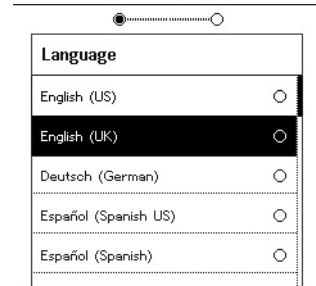 Language
English (US)
English (UK)
Deutsch (German)
Español (Spanish US)
Español (Spanish)